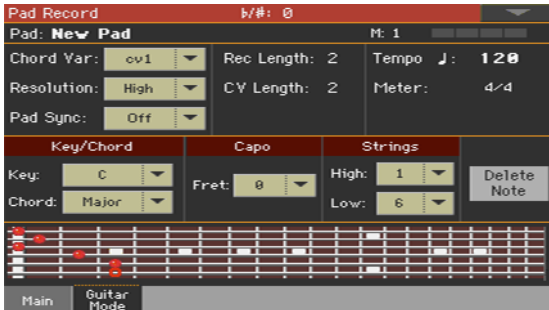 Pad Record b/#: 0
Pad: New Pad M: 1
Chord Var: cv1 Rec Length: 2 Tempo ♩: 120
Resolution: High CV Length: 2 Meter: 4/4
Pad Sync: Off
Key/Chord Capo Strings
Key: C Fret: 0 High: 1 Delete Note
Chord: Major Low: 6
Main Guitar Mode